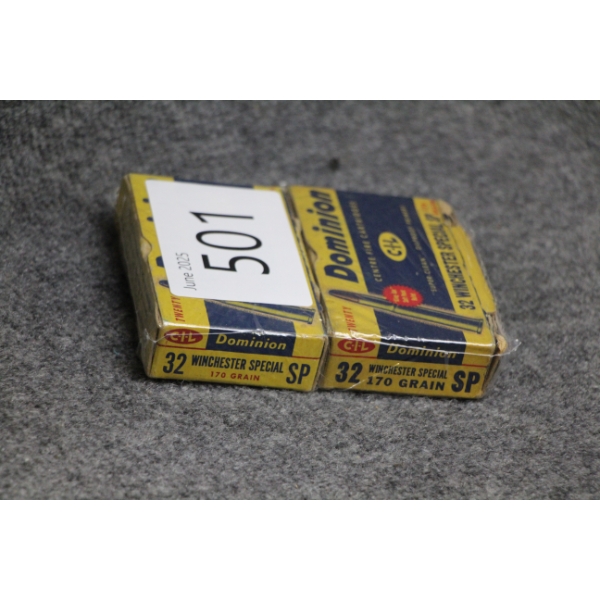 501
June 2025
TWENTY
C-I-L
Dominion
32 WINCHESTER SPECIAL SP
170 GRAIN
Dominion
CENTRE FIRE CARTRIDGES
C-I-L
32 WINCHESTER SPECIAL SP
TWENTY
C-I-L
Dominion
32 WINCHESTER SPECIAL SP
170 GRAIN